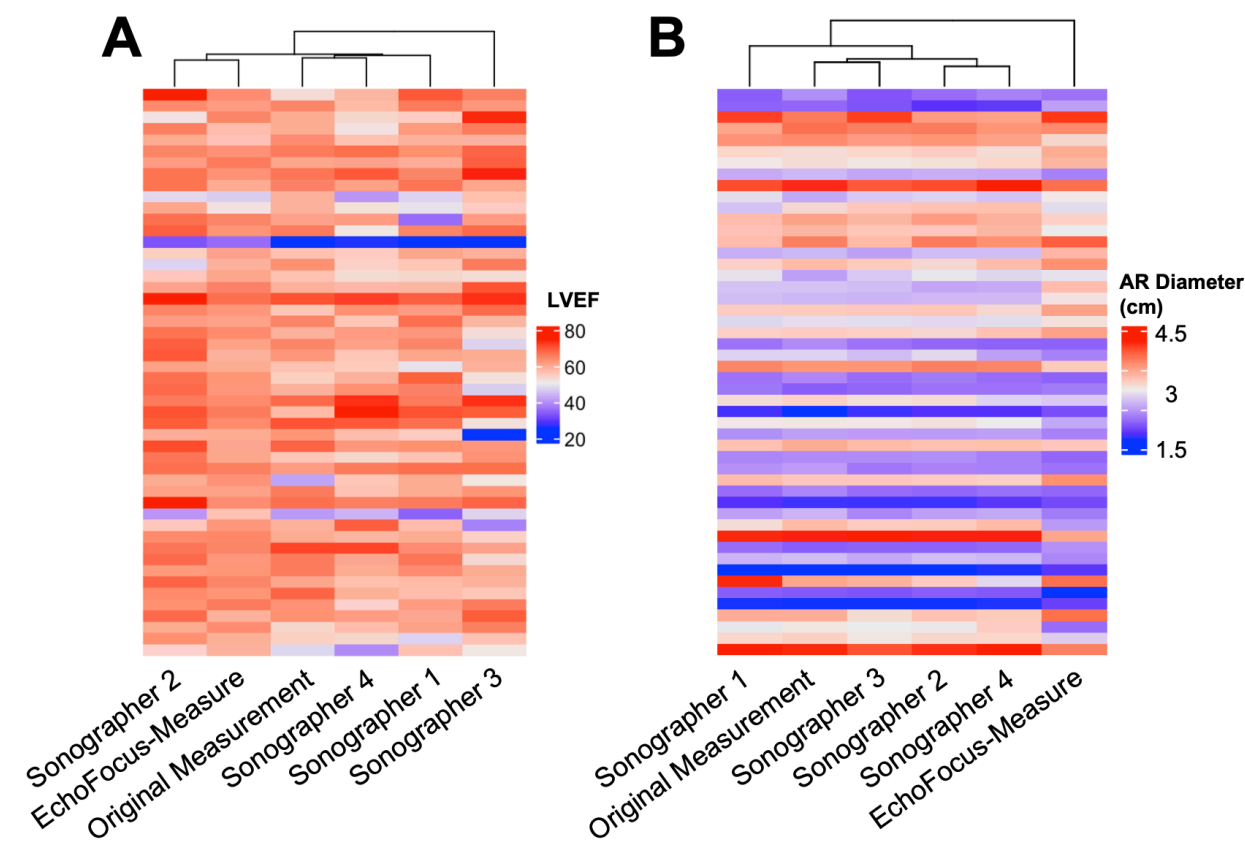 A
B
LVEF
80
60
40
20
AR Diameter
(cm)
4.5
3
1.5
Sonographer 2
EchoFocus-Measure
Original Measurement
Sonographer 4
Sonographer 1
Sonographer 3
Sonographer 1
Original Measurement
Sonographer 3
Sonographer 2
Sonographer 4
EchoFocus-Measure